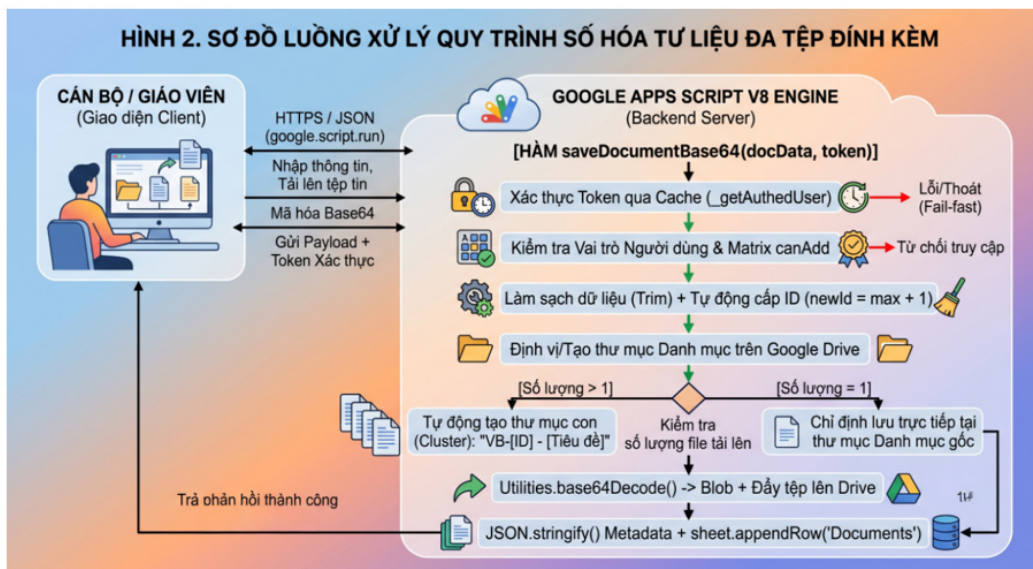 HÌNH 2. SƠ ĐỒ LUỒNG XỬ LÝ QUY TRÌNH SỐ HÓA TƯ LIỆU ĐA TỆP ĐÍNH KÈM
CÁN BỘ / GIÁO VIÊN
(Giao diện Client)
HTTPS / JSON
(google.script.run)
Nhập thông tin,
Tải lên tệp tin
Mã hóa Base64
Gửi Payload +
Token Xác thực
GOOGLE APPS SCRIPT V8 ENGINE
(Backend Server)
[HÀM saveDocumentBase64(docData, token)]
Xác thực Token qua Cache (_getAuthedUser)
Lỗi/Thoát
(Fail-fast)
Kiểm tra Vai trò Người dùng & Matrix canAdd
Từ chối truy cập
Làm sạch dữ liệu (Trim) + Tự động cấp ID (newId = max + 1)
Định vị/Tạo thư mục Danh mục trên Google Drive
[Số lượng > 1]
[Số lượng = 1]
Tự động tạo thư mục con
(Cluster): "VB-[ID] - [Tiêu đề]"
Kiểm tra
số lượng file tải lên
Chỉ định lưu trực tiếp tại
thư mục Danh mục gốc
Utilities.base64Decode() -> Blob + Đẩy tệp lên Drive
Trả phản hồi thành công
JSON.stringify() Metadata + sheet.appendRow('Documents')